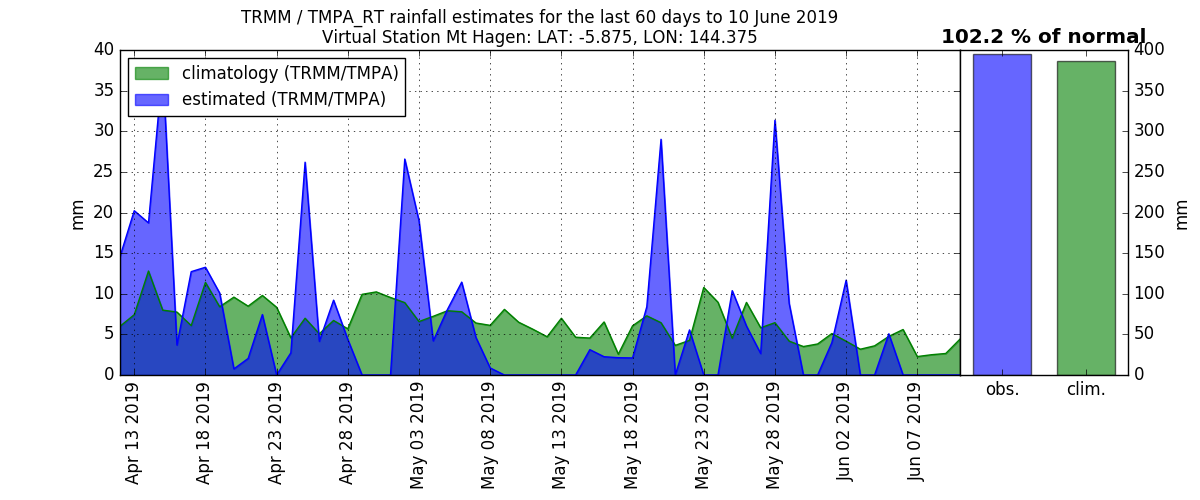 TRMM / TMPA_RT rainfall estimates for the last 60 days to 10 June 2019
Virtual Station Mt Hagen: LAT: -5.875, LON: 144.375
102.2 % of normal
climatology (TRMM/TMPA)
estimated (TRMM/TMPA)
40
35
30
25
20
15
10
5
0
mm
Apr 13 2019
Apr 18 2019
Apr 23 2019
Apr 28 2019
May 03 2019
May 08 2019
May 13 2019
May 18 2019
May 23 2019
May 28 2019
Jun 02 2019
Jun 07 2019
400
350
300
250
200
150
100
50
0
mm
obs.
clim.